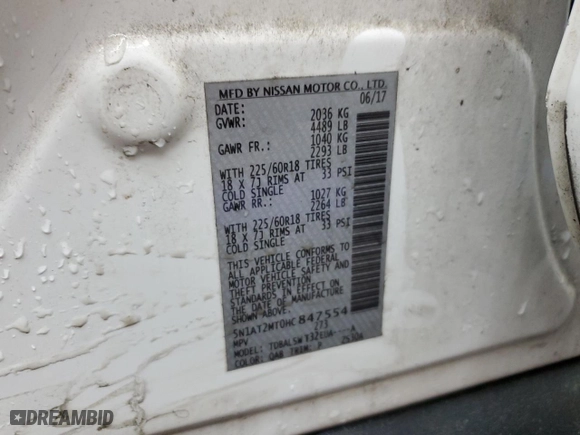 MFD BY NISSAN MOTOR CO., LTD.
DATE: 06/17
GVWR: 2036 KG
4489 LB
GAWR FR.: 1040 KG
2293 LB
WITH 225/60R18 TIRES
18 X 7J RIMS AT 33 PSI
COLD SINGLE
GAWR RR.: 1027 KG
2264 LB
WITH 225/60R18 TIRES
18 X 7J RIMS AT 33 PSI
COLD SINGLE
THIS VEHICLE CONFORMS TO
ALL APPLICABLE FEDERAL
MOTOR VEHICLE SAFETY AND
THEFT PREVENTION
STANDARDS IN EFFECT ON
THE DATE OF MANUFACTURE
SHOWN ABOVE.
5N1AT2MT0HC847554
MPV
MODEL:
COLOR: QAB TRIM:
DREAMBID